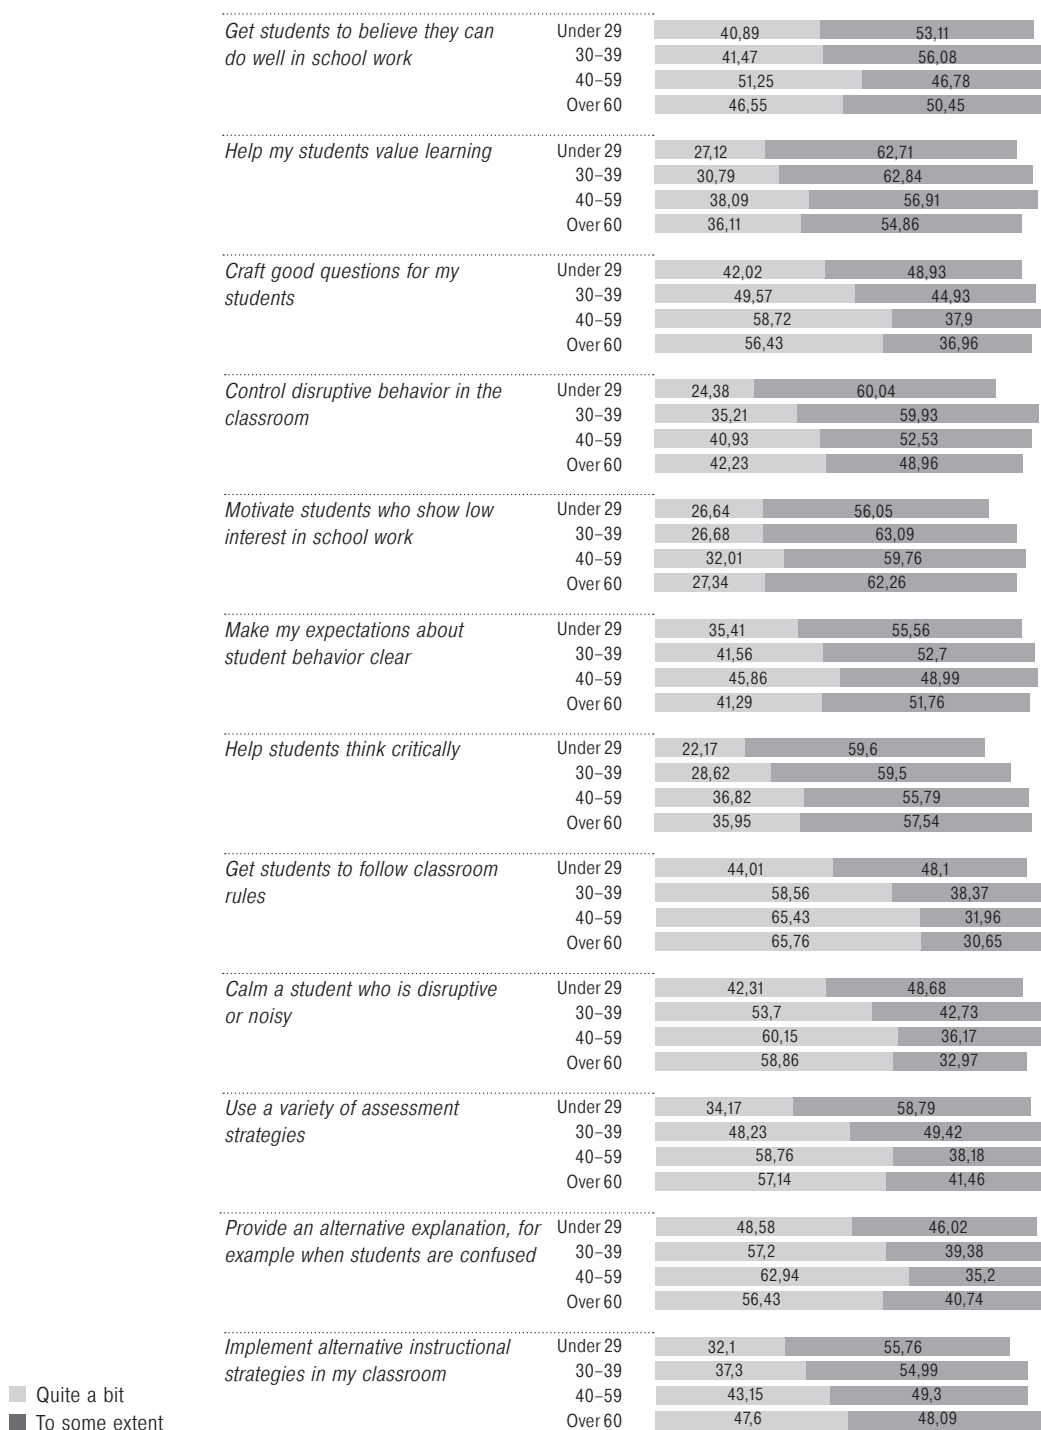 Get students to believe they can Under 29 40,89 53,11
do well in school work 30–39 41,47 56,08
40–59 51,25 46,78
Over 60 46,55 50,45
Help my students value learning Under 29 27,12 62,71
30–39 30,79 62,84
40–59 38,09 56,91
Over 60 36,11 54,86
Craft good questions for my Under 29 42,02 48,93
students 30–39 49,57 44,93
40–59 58,72 37,9
Over 60 56,43 36,96
Control disruptive behavior in the Under 29 24,38 60,04
classroom 30–39 35,21 59,93
40–59 40,93 52,53
Over 60 42,23 48,96
Motivate students who show low Under 29 26,64 56,05
interest in school work 30–39 26,68 63,09
40–59 32,01 59,76
Over 60 27,34 62,26
Make my expectations about Under 29 35,41 55,56
student behavior clear 30–39 41,56 52,7
40–59 45,86 48,99
Over 60 41,29 51,76
Help students think critically Under 29 22,17 59,6
30–39 28,62 59,5
40–59 36,82 55,79
Over 60 35,95 57,54
Get students to follow classroom Under 29 44,01 48,1
rules 30–39 58,56 38,37
40–59 65,43 31,96
Over 60 65,76 30,65
Calm a student who is disruptive Under 29 42,31 48,68
or noisy 30–39 53,7 42,73
40–59 60,15 36,17
Over 60 58,86 32,97
Use a variety of assessment Under 29 34,17 58,79
strategies 30–39 48,23 49,42
40–59 58,76 38,18
Over 60 57,14 41,46
Provide an alternative explanation, for Under 29 48,58 46,02
example when students are confused 30–39 57,2 39,38
40–59 62,94 35,2
Over 60 56,43 40,74
Implement alternative instructional Under 29 32,1 55,76
strategies in my classroom 30–39 37,3 54,99
40–59 43,15 49,3
Over 60 47,6 48,09
Quite a bit
To some extent